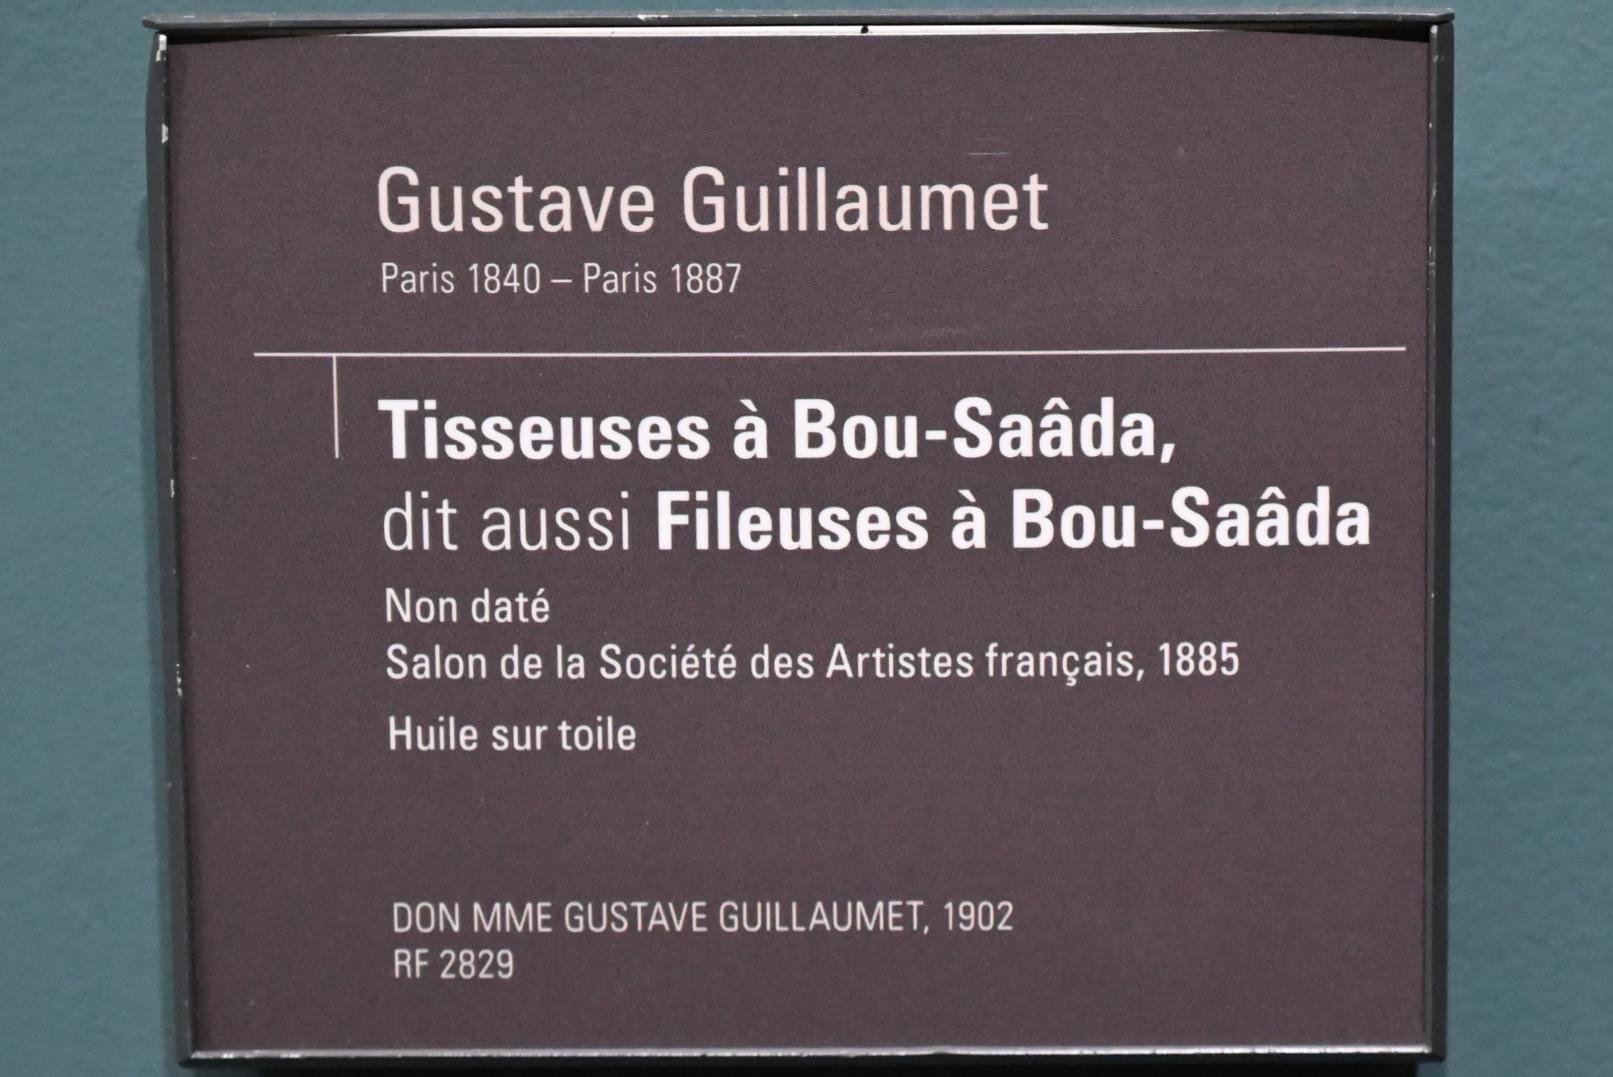 Gustave Guillaumet
Paris 1840 – Paris 1887
Tisseuses à Bou-Saâda,
dit aussi Fileuses à Bou-Saâda
Non daté
Salon de la Société des Artistes français, 1885
Huile sur toile
DON MME GUSTAVE GUILLAUMET, 1902
RF 2829